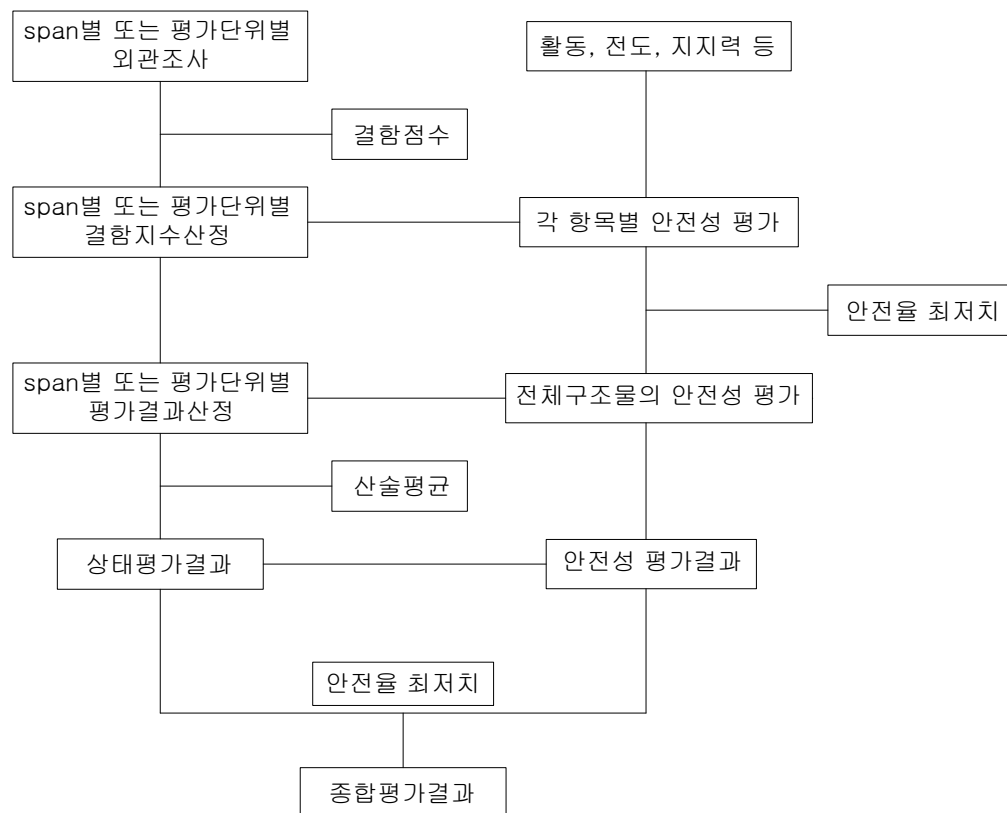 span별 또는 평가단위별
외관조사
활동, 전도, 지지력 등
결함점수
span별 또는 평가단위별
결함지수산정
각 항목별 안전성 평가
안전율 최저치
span별 또는 평가단위별
평가결과산정
전체구조물의 안전성 평가
산술평균
상태평가결과
안전성 평가결과
안전율 최저치
종합평가결과